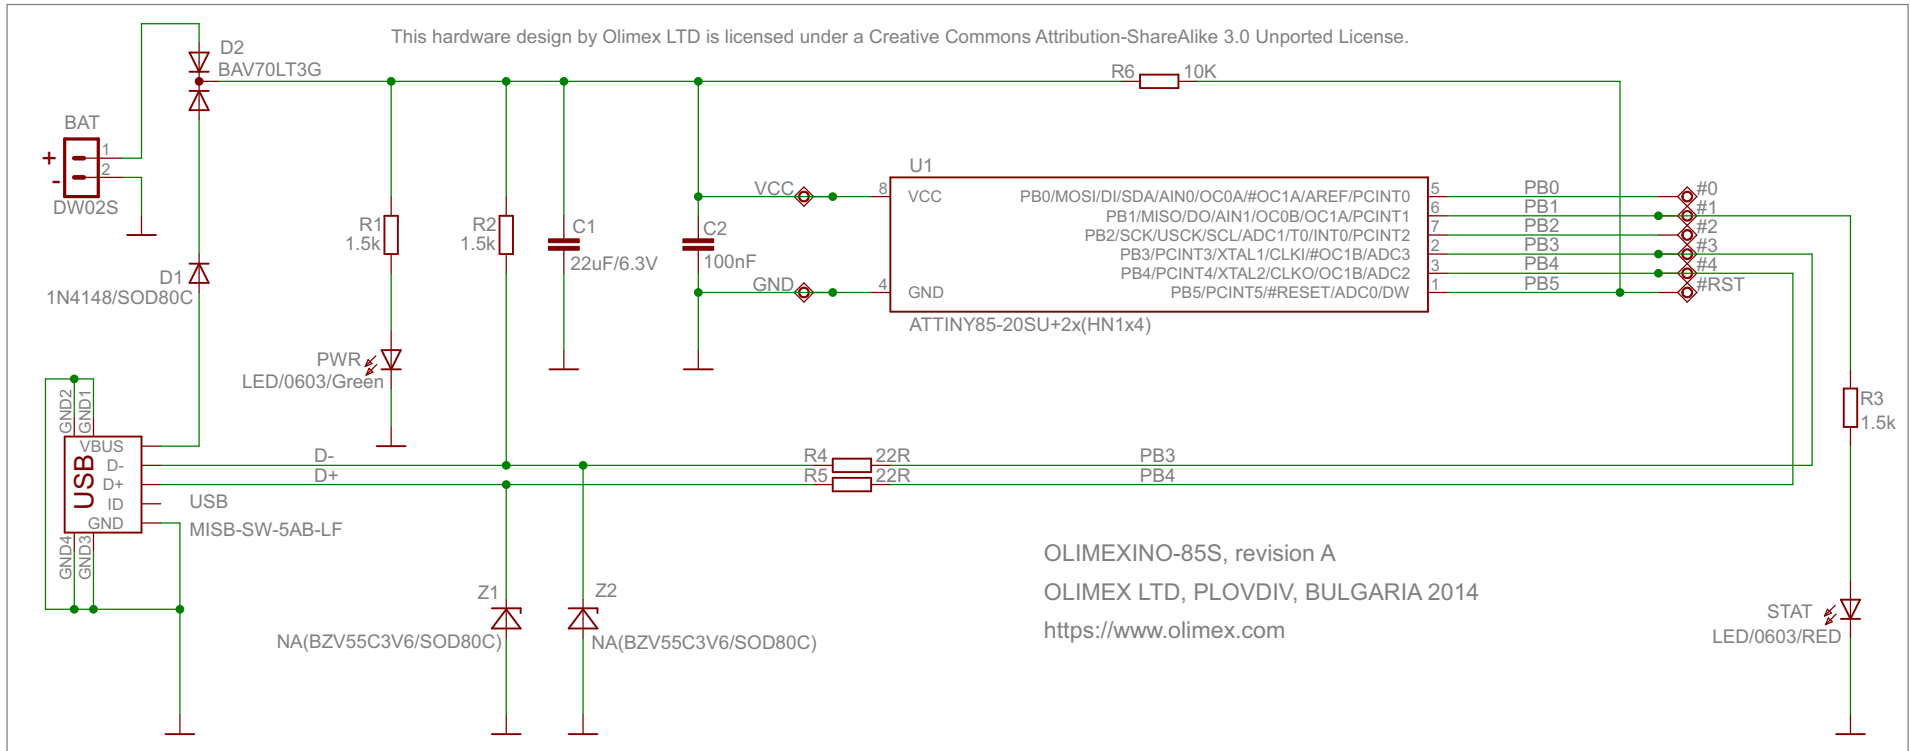 This hardware design by Olimex LTD is licensed under a Creative Commons Attribution-ShareAlike 3.0 Unported License.
D2
BAV70LT3G
R6
10K
BAT
+
1
2
-
DW02S
U1
VCC
8
VCC
PB0/MOSI/DI/SDA/AIN0/OC0A/#OC1A/AREF/PCINT0
5
PB0
#0
PB1/MISO/DO/AIN1/OC0B/OC1A/PCINT1
6
PB1
#1
PB2/SCK/USCK/SCL/ADC1/T0/INT0/PCINT2
7
PB2
#2
PB3/PCINT3/XTAL1/CLKI/#OC1B/ADC3
2
PB3
#3
PB4/PCINT4/XTAL2/CLKO/OC1B/ADC2
3
PB4
#4
GND
4
GND
PB5/PCINT5/#RESET/ADC0/DW
1
PB5
#RST
ATTINY85-20SU+2x(HN1x4)
R1
1.5k
R2
1.5k
C1
22uF/6.3V
C2
100nF
D1
1N4148/SOD80C
PWR
LED/0603/Green
R3
1.5k
GND2
GND1
VBUS
D-
D+
ID
GND
USB
GND4
GND3
USB
MISB-SW-5AB-LF
D-
D+
R4
22R
R5
22R
PB3
PB4
Z1
NA(BZV55C3V6/SOD80C)
Z2
NA(BZV55C3V6/SOD80C)
OLIMEXINO-85S, revision A
OLIMEX LTD, PLOVDIV, BULGARIA 2014
https://www.olimex.com
STAT
LED/0603/RED